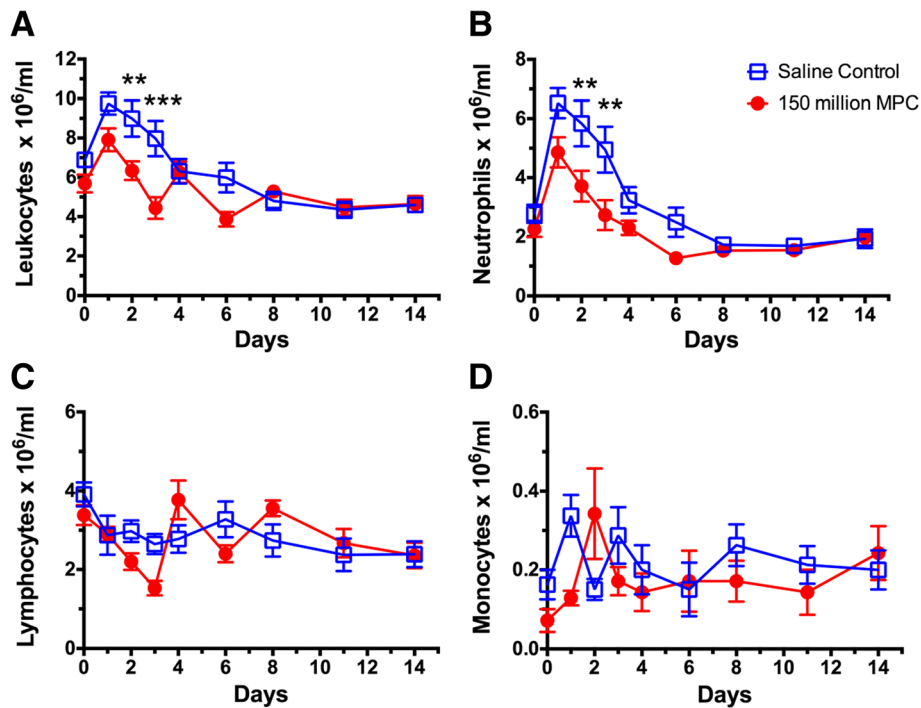 A
Leukocytes x 10⁶/ml
12
10
8
6
4
2
0
**
***
0 2 4 6 8 10 12 14
Days
B
Neutrophils x 10⁶/ml
8
6
4
2
0
**
**
Saline Control
150 million MPC
0 2 4 6 8 10 12 14
Days
C
Lymphocytes x 10⁶/ml
6
4
2
0
0 2 4 6 8 10 12 14
Days
D
Monocytes x 10⁶/ml
0.6
0.4
0.2
0.0
0 2 4 6 8 10 12 14
Days